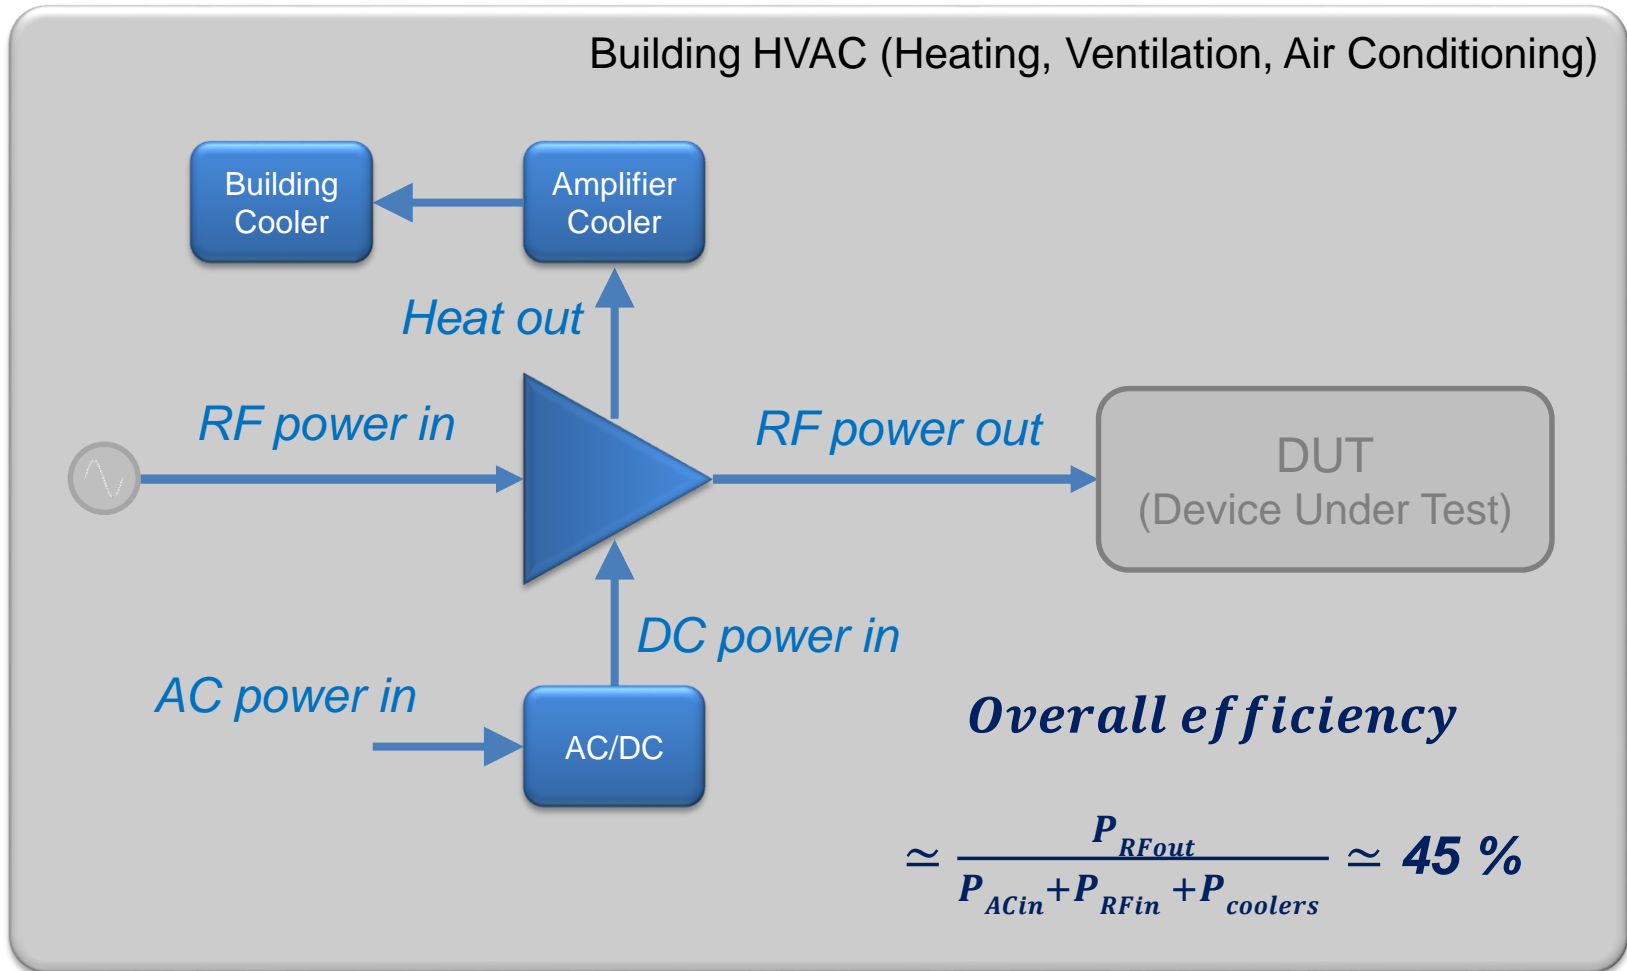 Building HVAC (Heating, Ventilation, Air Conditioning)
Building
Cooler
Amplifier
Cooler
Heat out
RF power in
RF power out
DUT
(Device Under Test)
DC power in
AC power in
AC/DC
Overall efficiency
≃ P_RFout / P_ACin + P_RFin + P_coolers ≃ 45 %